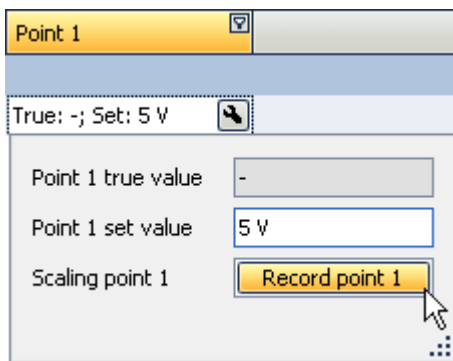 Point 1
True: -; Set: 5 V
Point 1 true value -
Point 1 set value 5 V
Scaling point 1 Record point 1